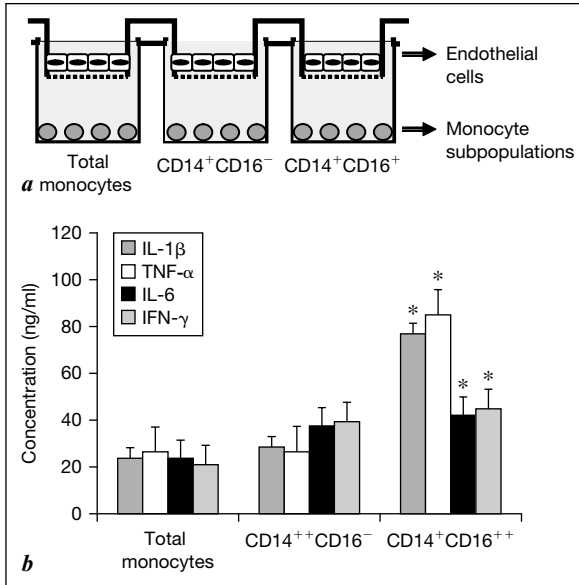 Endothelial
cells
Monocyte
subpopulations
Total
monocytes
CD14⁺CD16⁻
CD14⁺CD16⁺
a
120
100
80
60
40
20
0
Concentration (ng/ml)
IL-1β
TNF-α
IL-6
IFN-γ
* * * *
Total
monocytes
CD14⁺⁺CD16⁻
CD14⁺CD16⁺⁺
b